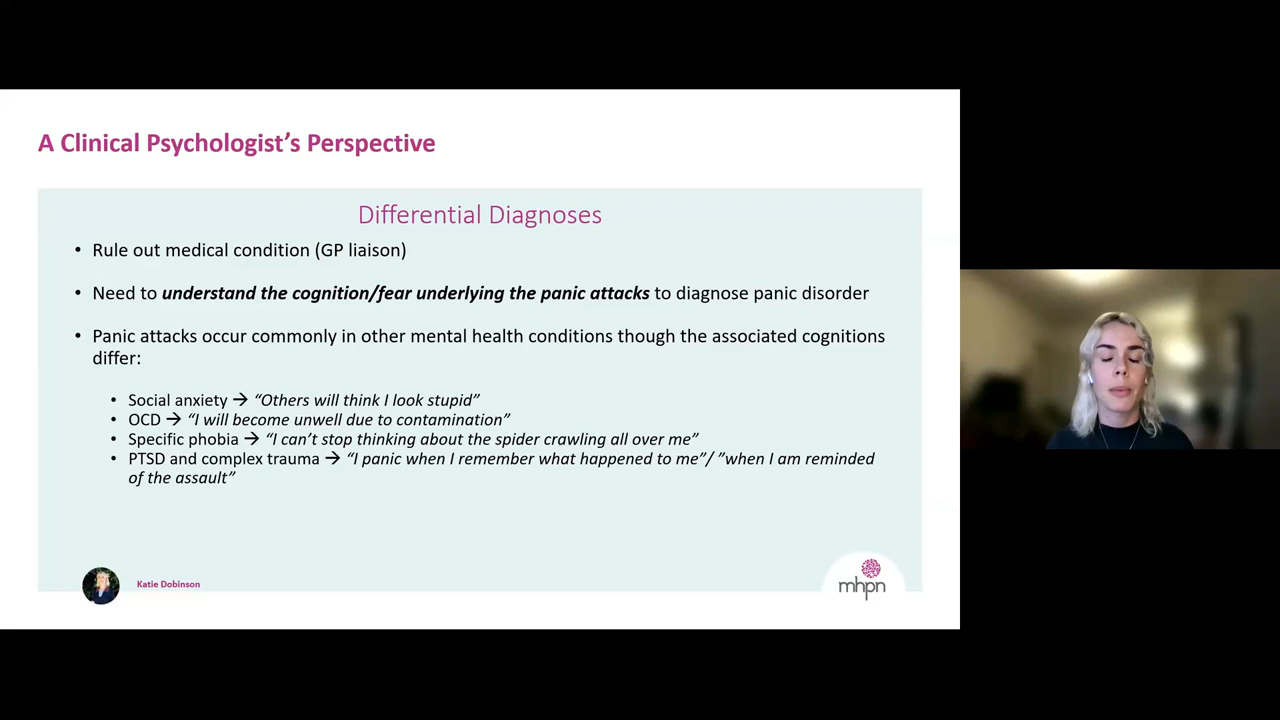 A Clinical Psychologist's Perspective
Differential Diagnoses
• Rule out medical condition (GP liaison)
• Need to understand the cognition/fear underlying the panic attacks to diagnose panic disorder
• Panic attacks occur commonly in other mental health conditions though the associated cognitions
differ:
• Social anxiety → “Others will think I look stupid”
• OCD → “I will become unwell due to contamination”
• Specific phobia → “I can’t stop thinking about the spider crawling all over me”
• PTSD and complex trauma → “I panic when I remember what happened to me”/ ”when I am reminded
of the assault”
Katie Dobinson
mhpn